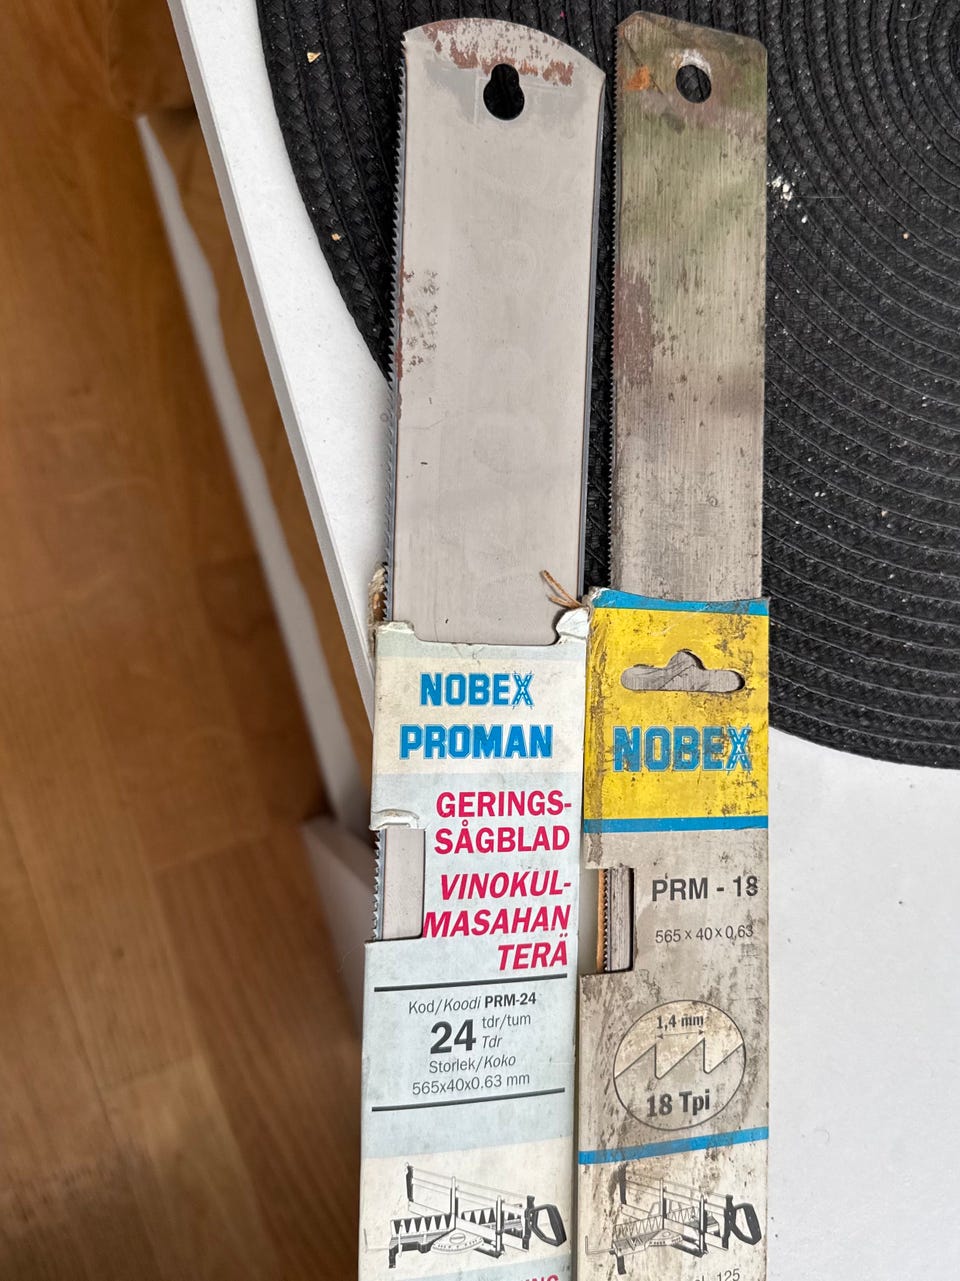 NOBEX
PROMAN
GERINGS-
SÅGBLAD
VINOKUL-
MASAHAN
TERÄ
Kod/Koodi PRM-24
24 tdr/tum
Tdr
Storlek/Koko
565x40x0.63 mm
NOBEX
PRM - 18
565 x 40 x 0,63
1,4 mm
18 Tpi
125